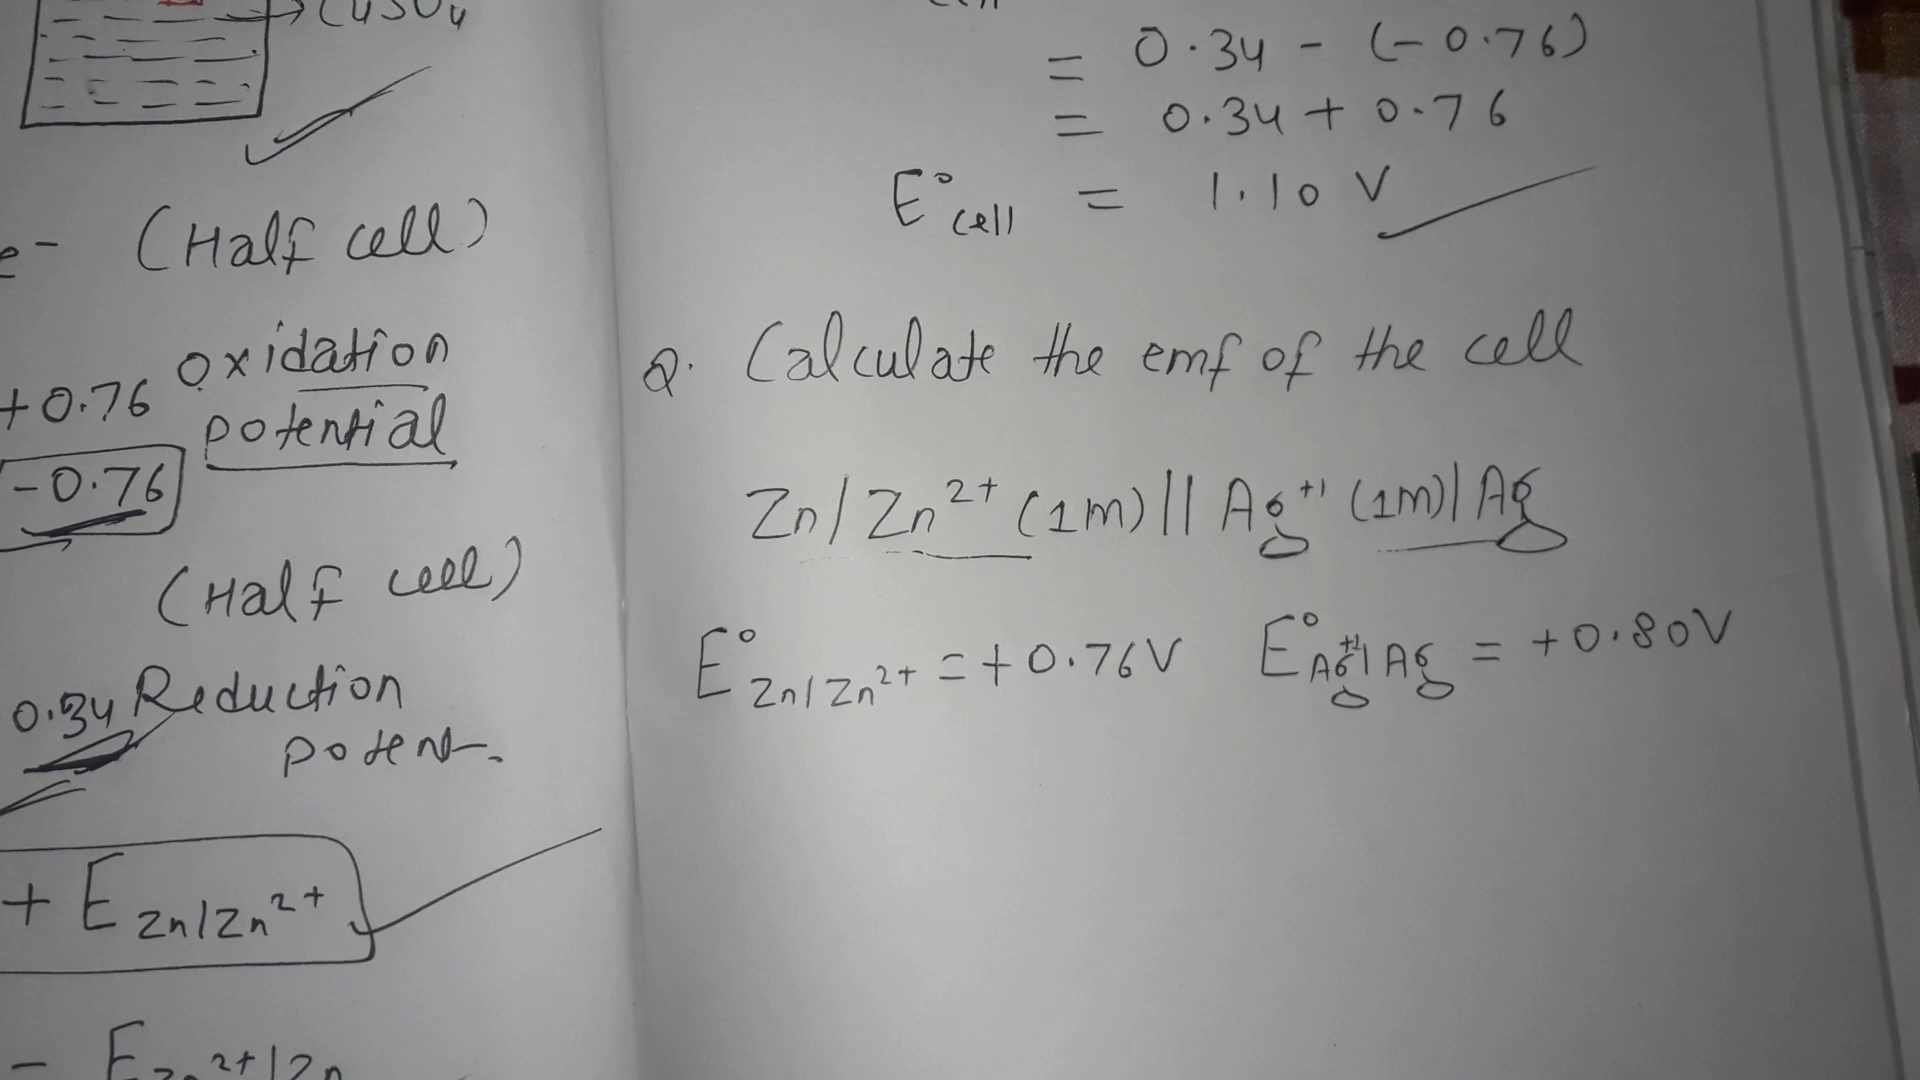 CuSO4
(Half cell)
+0.76 oxidation
potential
-0.76
(Half cell)
0.34 Reduction
potent-
+ E Zn/Zn²⁺
= 0.34 - (-0.76)
= 0.34 + 0.76
E°cell = 1.10 V
Q. Calculate the emf of the cell
Zn/Zn²⁺ (1M) || Ag⁺¹ (1M) | Ag
E°Zn/Zn²⁺ = +0.76V E°Ag⁺¹|Ag = +0.80V